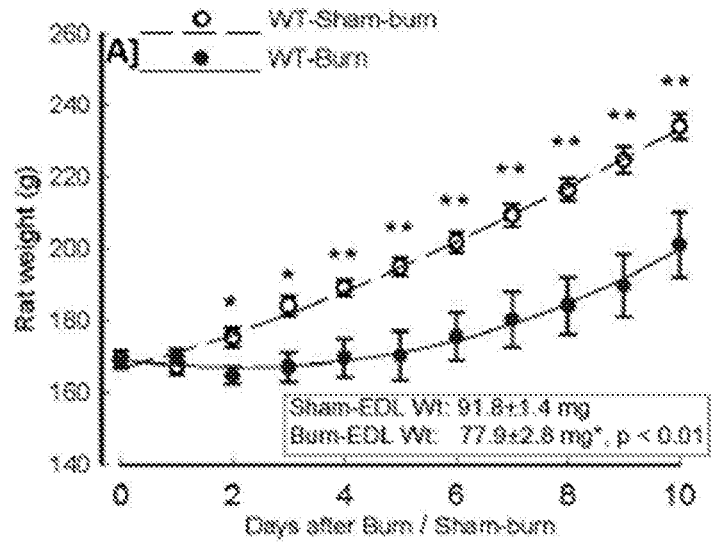 WT-Sham-burn
WT-Burn
A]
260
240
220
200
180
160
140
Rat weight (g)
**
**
**
**
**
**
**
*
*
Sham-EDL Wt: 91.8±1.4 mg
Burn-EDL Wt: 77.9±2.8 mg*, p < 0.01
0 2 4 6 8 10
Days after Burn / Sham-burn